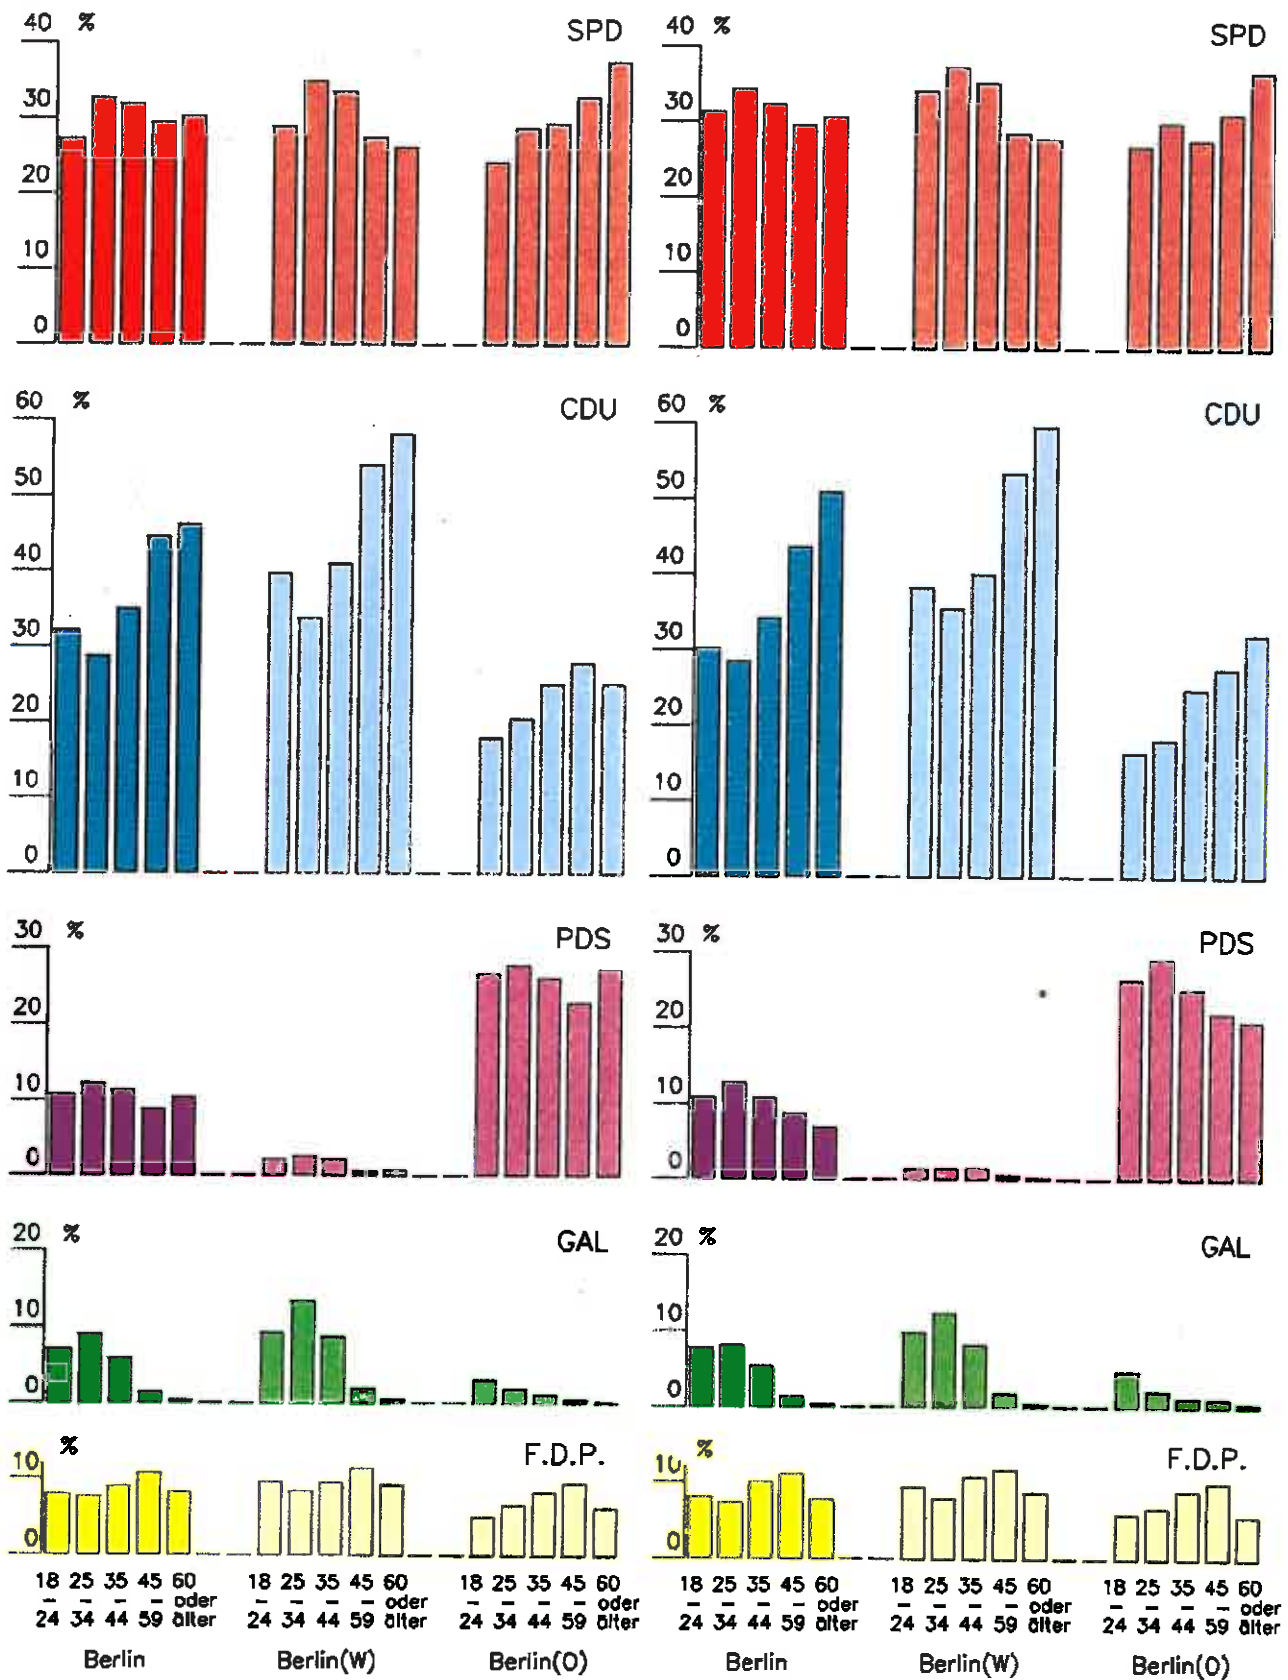 40 % SPD
30
20
10
0
40 % SPD
30
20
10
0
60 % CDU
50
40
30
20
10
0
60 % CDU
50
40
30
20
10
0
30 % PDS
20
10
0
30 % PDS
20
10
0
20 % GAL
10
0
20 % GAL
10
0
% F.D.P.
10
0
% F.D.P.
10
0
18 25 35 45 60 18 25 35 45 60 18 25 35 45 60
– – – – oder – – – – oder – – – – oder
24 34 44 59 älter 24 34 44 59 älter 24 34 44 59 älter
Berlin Berlin(W) Berlin(O)
18 25 35 45 60 18 25 35 45 60 18 25 35 45 60
– – – – oder – – – – oder – – – – oder
24 34 44 59 älter 24 34 44 59 älter 24 34 44 59 älter
Berlin Berlin(W) Berlin(O)